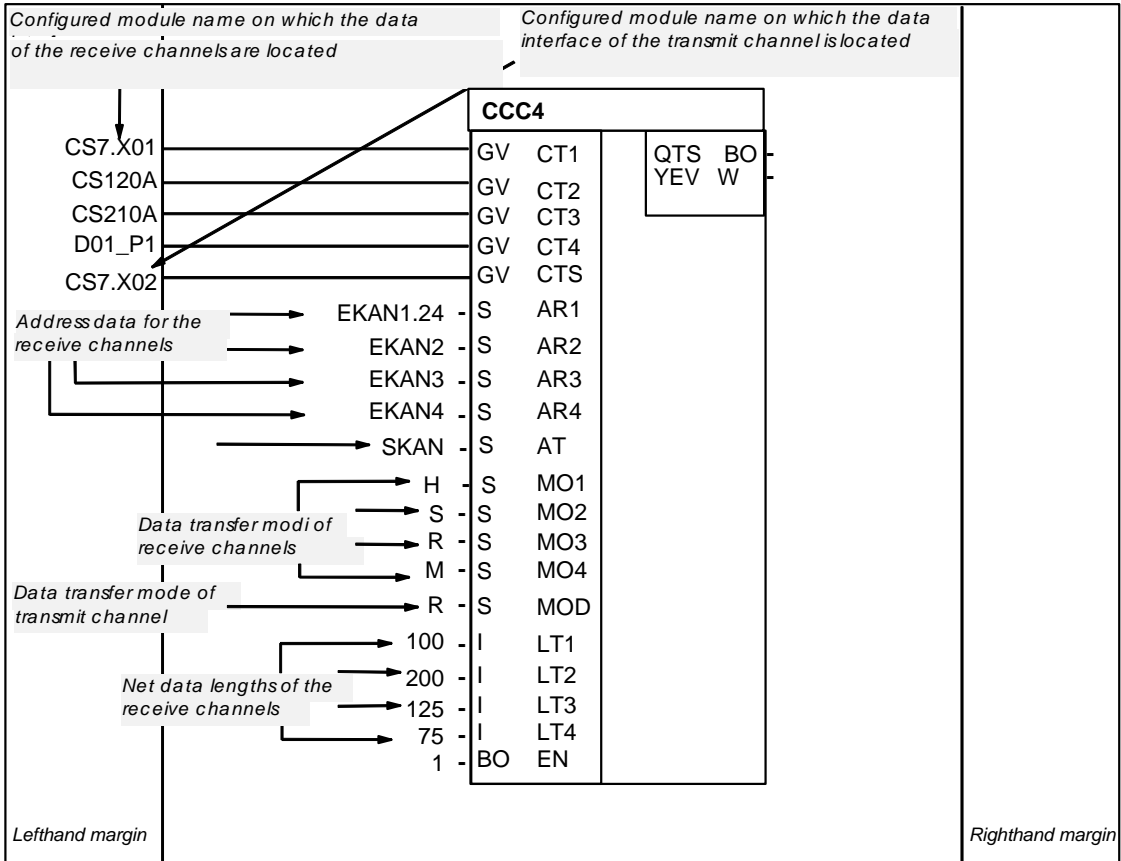 Configured module name on which the data
of the receive channels are located
Configured module name on which the data
interface of the transmit channel is located
CCC4
CS7.X01 GV CT1 QTS BO
CS120A GV CT2 YEV W
CS210A GV CT3
D01_P1 GV CT4
CS7.X02 GV CTS
Address data for the
receive channels
EKAN1.24 S AR1
EKAN2 S AR2
EKAN3 S AR3
EKAN4 S AR4
SKAN S AT
H S MO1
S S MO2
Data transfer modi of
receive channels
R S MO3
M S MO4
Data transfer mode of
transmit channel
R S MOD
100 I LT1
200 I LT2
Net data lengths of the
receive channels
125 I LT3
75 I LT4
1 BO EN
Lefthand margin
Righthand margin